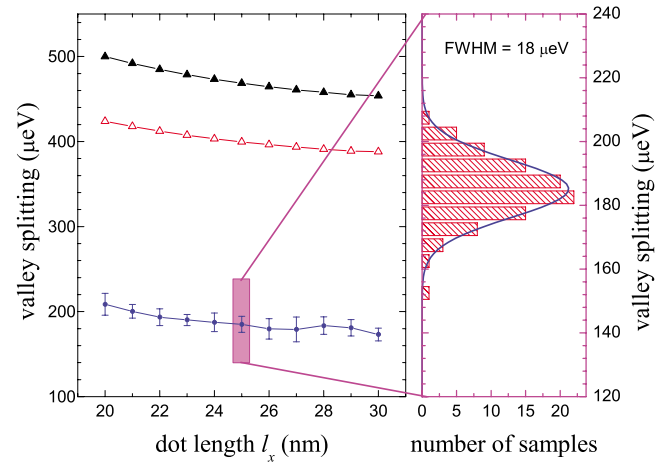 500
400
300
200
100
valley splitting (μeV)
20 22 24 26 28 30
dot length lx (nm)
FWHM = 18 μeV
240
220
200
180
160
140
120
valley splitting (μeV)
0 5 10 15 20
number of samples